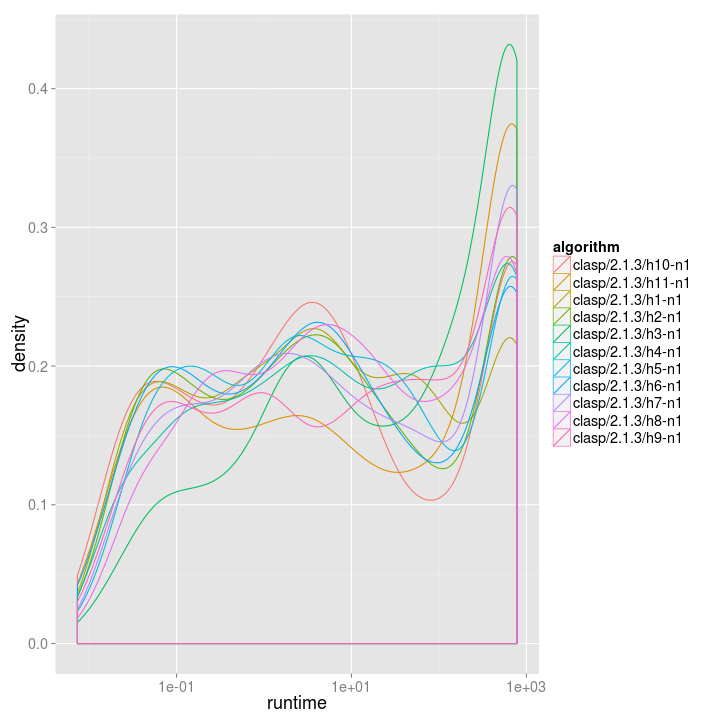 density
0.4
0.3
0.2
0.1
0.0
1e-01
1e+01
1e+03
runtime
algorithm
clasp/2.1.3/h10-n1
clasp/2.1.3/h11-n1
clasp/2.1.3/h1-n1
clasp/2.1.3/h2-n1
clasp/2.1.3/h3-n1
clasp/2.1.3/h4-n1
clasp/2.1.3/h5-n1
clasp/2.1.3/h6-n1
clasp/2.1.3/h7-n1
clasp/2.1.3/h8-n1
clasp/2.1.3/h9-n1